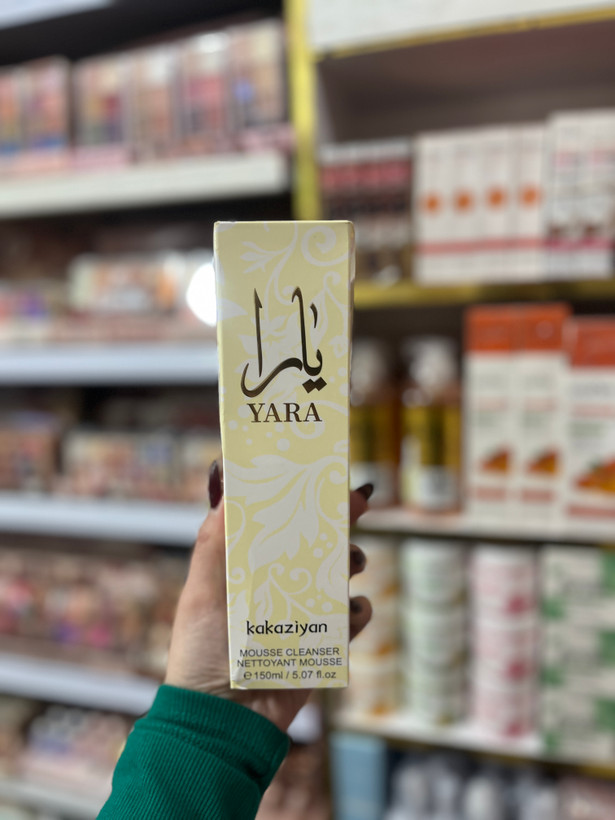 يارا
YARA
kakaziyan
MOUSSE CLEANSER
NETTOYANT MOUSSE
℮150ml / 5.07 fl.oz